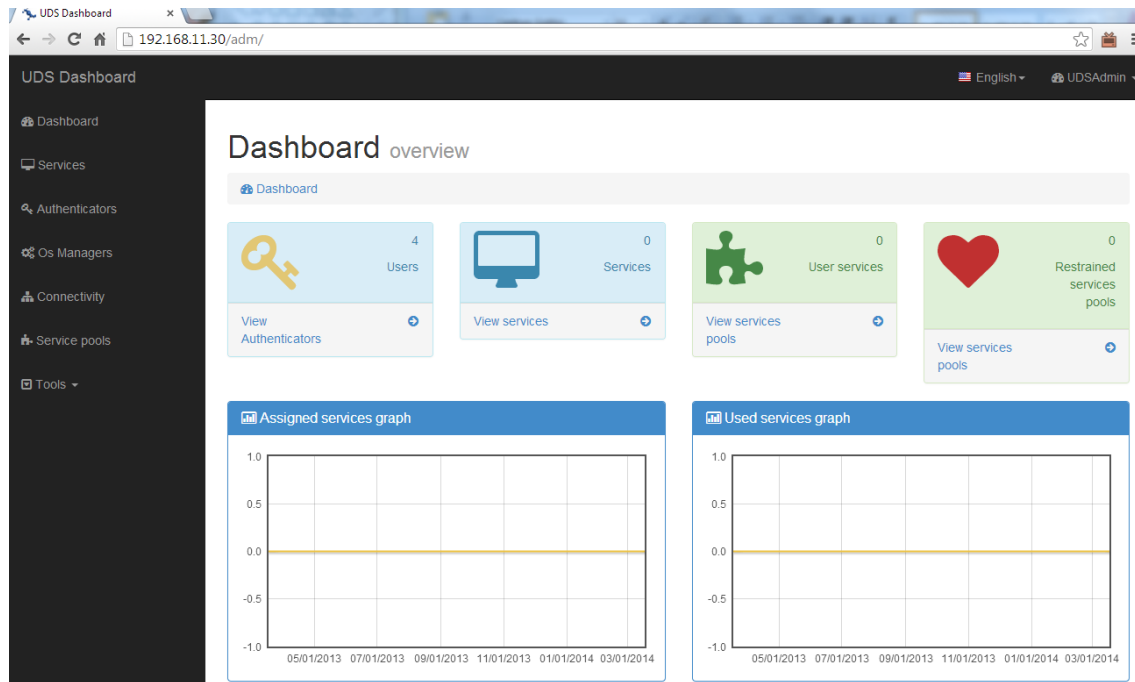 UDS Dashboard
192.168.11.30/adm/
UDS Dashboard
English
UDSAdmin
Dashboard
Services
Authenticators
Os Managers
Connectivity
Service pools
Tools
Dashboard overview
Dashboard
4
Users
View
Authenticators
0
Services
View services
0
User services
View services
pools
0
Restrained
services
pools
View services
pools
Assigned services graph
1.0
0.5
0.0
-0.5
-1.0
05/01/2013 07/01/2013 09/01/2013 11/01/2013 01/01/2014 03/01/2014
Used services graph
1.0
0.5
0.0
-0.5
-1.0
05/01/2013 07/01/2013 09/01/2013 11/01/2013 01/01/2014 03/01/2014